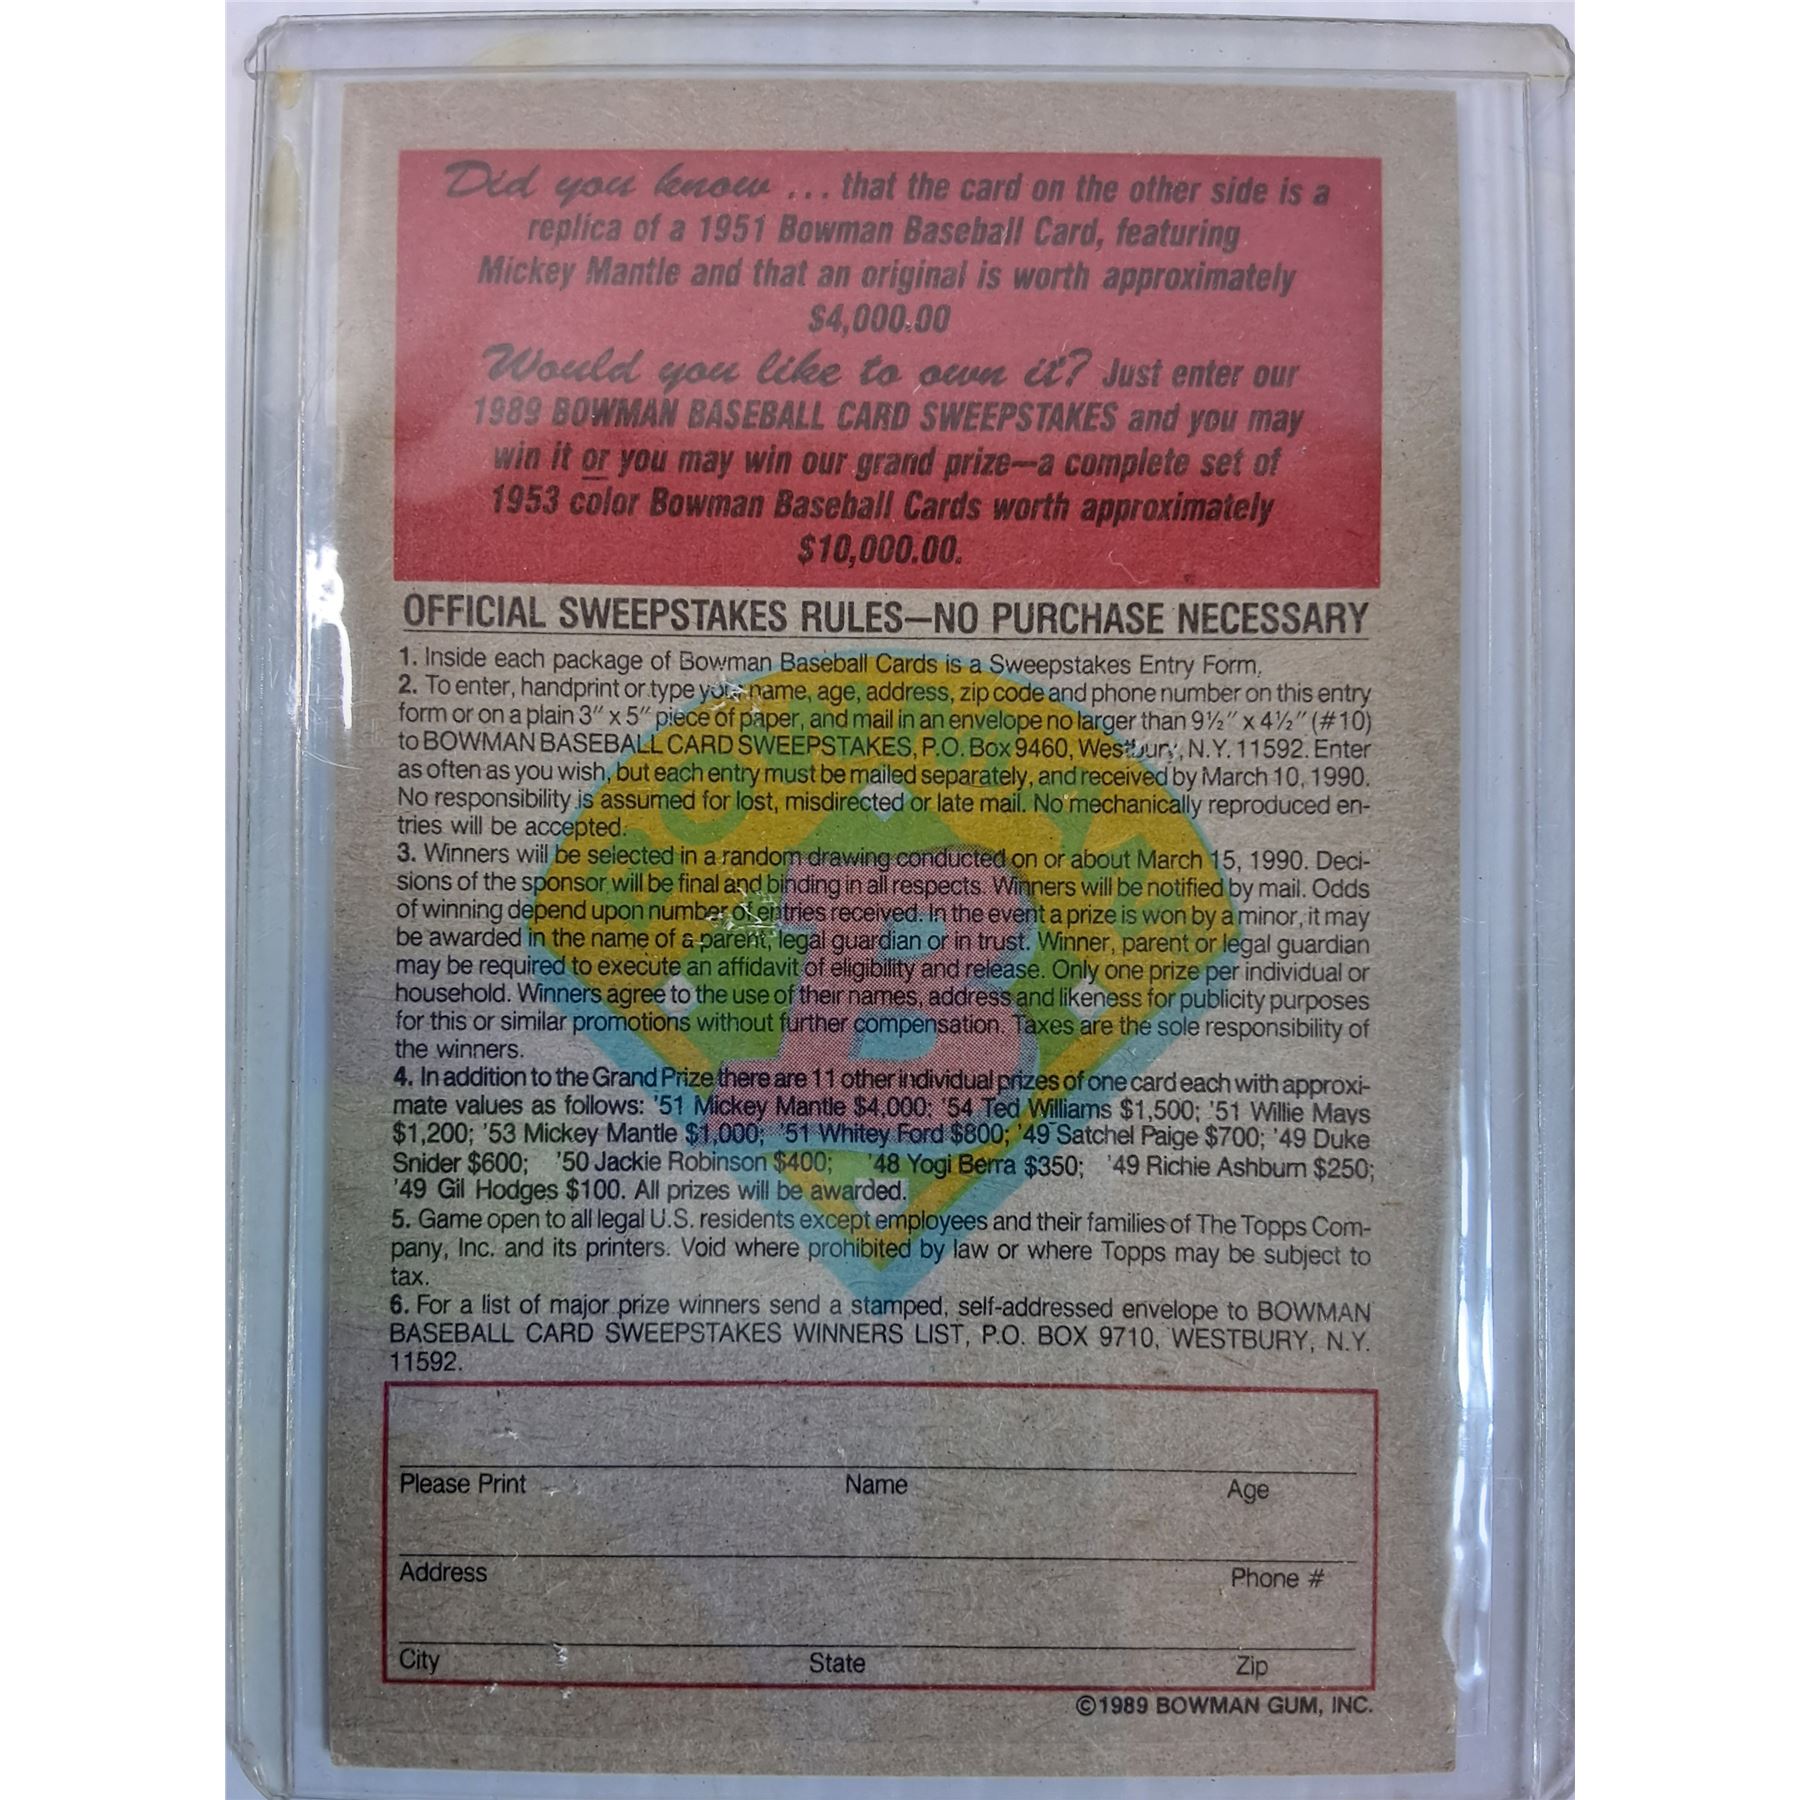 Did you know ... that the card on the other side is a
replica of a 1951 Bowman Baseball Card, featuring
Mickey Mantle and that an original is worth approximately
$4,000.00
Would you like to own it? Just enter our
1989 BOWMAN BASEBALL CARD SWEEPSTAKES and you may
win it or you may win our grand prize—a complete set of
1953 color Bowman Baseball Cards worth approximately
$10,000.00.
OFFICIAL SWEEPSTAKES RULES—NO PURCHASE NECESSARY
1. Inside each package of Bowman Baseball Cards is a Sweepstakes Entry Form.
2. To enter, handprint or type your name, age, address, zip code and phone number on this entry
form or on a plain 3" x 5" piece of paper, and mail in an envelope no larger than 9½" x 4½" (#10)
to BOWMAN BASEBALL CARD SWEEPSTAKES, P.O. Box 9460, Westbury, N.Y. 11592. Enter
as often as you wish, but each entry must be mailed separately, and received by March 10, 1990.
No responsibility is assumed for lost, misdirected or late mail. No mechanically reproduced en-
tries will be accepted.
3. Winners will be selected in a random drawing conducted on or about March 15, 1990. Deci-
sions of the sponsor will be final and binding in all respects. Winners will be notified by mail. Odds
of winning depend upon number of entries received. In the event a prize is won by a minor, it may
be awarded in the name of a parent, legal guardian or in trust. Winner, parent or legal guardian
may be required to execute an affidavit of eligibility and release. Only one prize per individual or
household. Winners agree to the use of their names, address and likeness for publicity purposes
for this or similar promotions without further compensation. Taxes are the sole responsibility of
the winners.
4. In addition to the Grand Prize there are 11 other individual prizes of one card each with approxi-
mate values as follows: '51 Mickey Mantle $4,000; '54 Ted Williams $1,500; '51 Willie Mays
$1,200; '53 Mickey Mantle $1,000; '51 Whitey Ford $800; '49 Satchel Paige $700; '49 Duke
Snider $600; '50 Jackie Robinson $400; '48 Yogi Berra $350; '49 Richie Ashburn $250;
'49 Gil Hodges $100. All prizes will be awarded.
5. Game open to all legal U.S. residents except employees and their families of The Topps Com-
pany, Inc. and its printers. Void where prohibited by law or where Topps may be subject to
tax.
6. For a list of major prize winners send a stamped, self-addressed envelope to BOWMAN
BASEBALL CARD SWEEPSTAKES WINNERS LIST, P.O. BOX 9710, WESTBURY, N.Y.
11592.
Please Print Name Age
Address Phone #
City State Zip
©1989 BOWMAN GUM, INC.
B